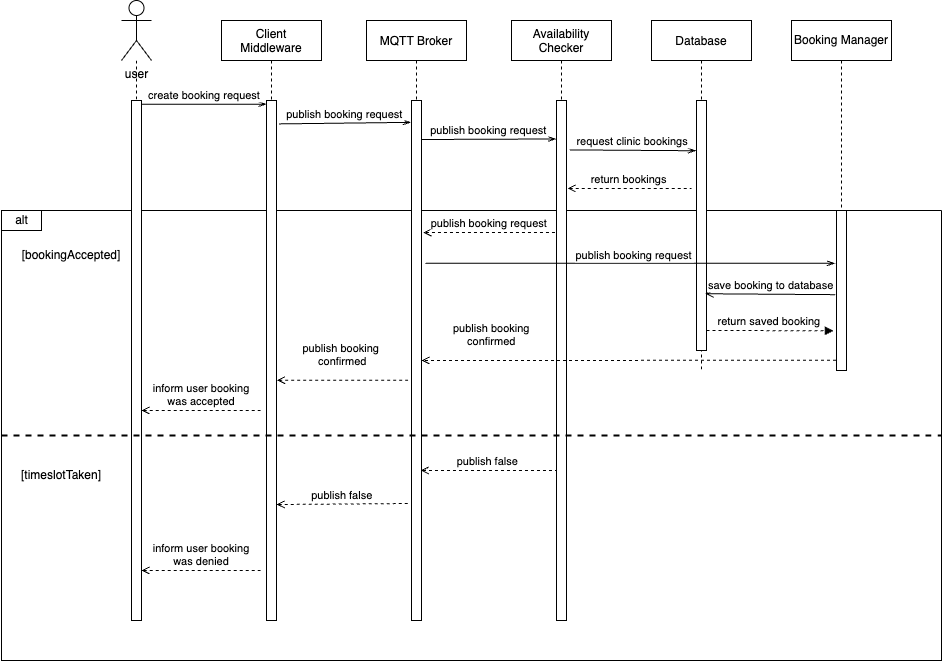 Client
Middleware
MQTT Broker
Availability
Checker
Database
Booking Manager
user
create booking request
publish booking request
publish booking request
request clinic bookings
return bookings
alt
publish booking request
[bookingAccepted]
publish booking request
save booking to database
return saved booking
publish booking
confirmed
publish booking
confirmed
inform user booking
was accepted
[timeslotTaken]
publish false
publish false
inform user booking
was denied